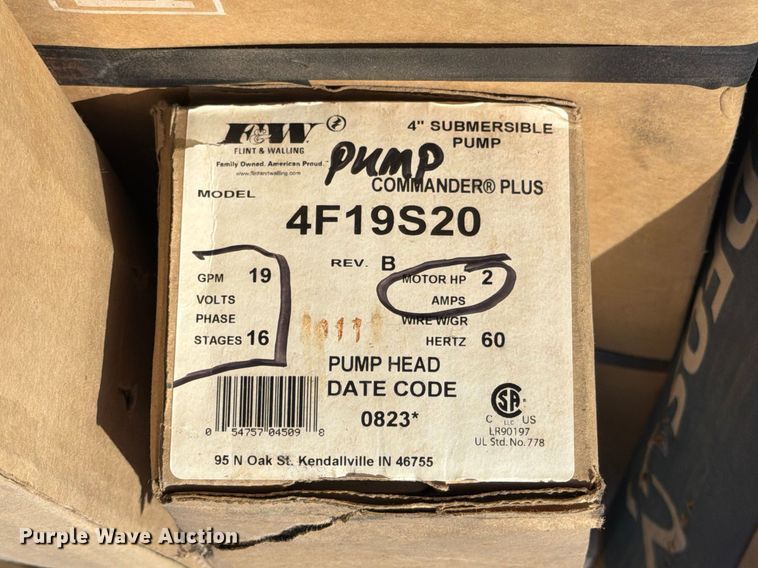 F&W
FLINT & WALLING
Family Owned. American Proud.
www.flintandwalling.com
4" SUBMERSIBLE
PUMP
PUMP
COMMANDER® PLUS
MODEL
4F19S20
REV. B
GPM 19
VOLTS
PHASE
STAGES 16
MOTOR HP 2
AMPS
WIRE W/GR
HERTZ 60
PUMP HEAD
DATE CODE
0823*
0 54757 04509 8
SA
C LLC US
LR90197
UL Std. No. 778
95 N Oak St. Kendallville IN 46755
Purple Wave Auction